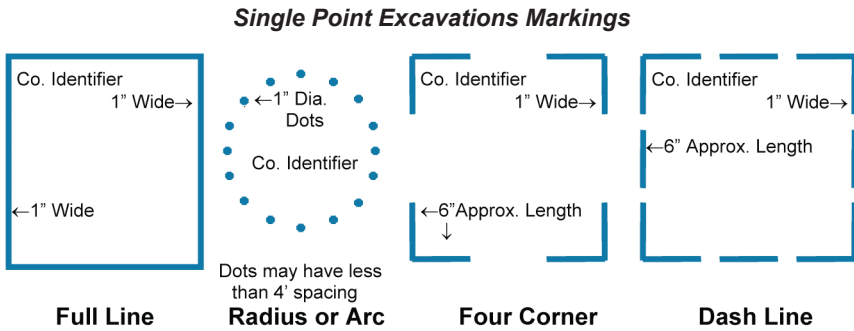 Single Point Excavations Markings
Co. Identifier
1” Wide→
←1” Wide
Full Line
←1” Dia.
Dots
Co. Identifier
Dots may have less
than 4’ spacing
Radius or Arc
Co. Identifier
1” Wide→
←6”Approx. Length
↓
Four Corner
Co. Identifier
1” Wide→
←6” Approx. Length
Dash Line